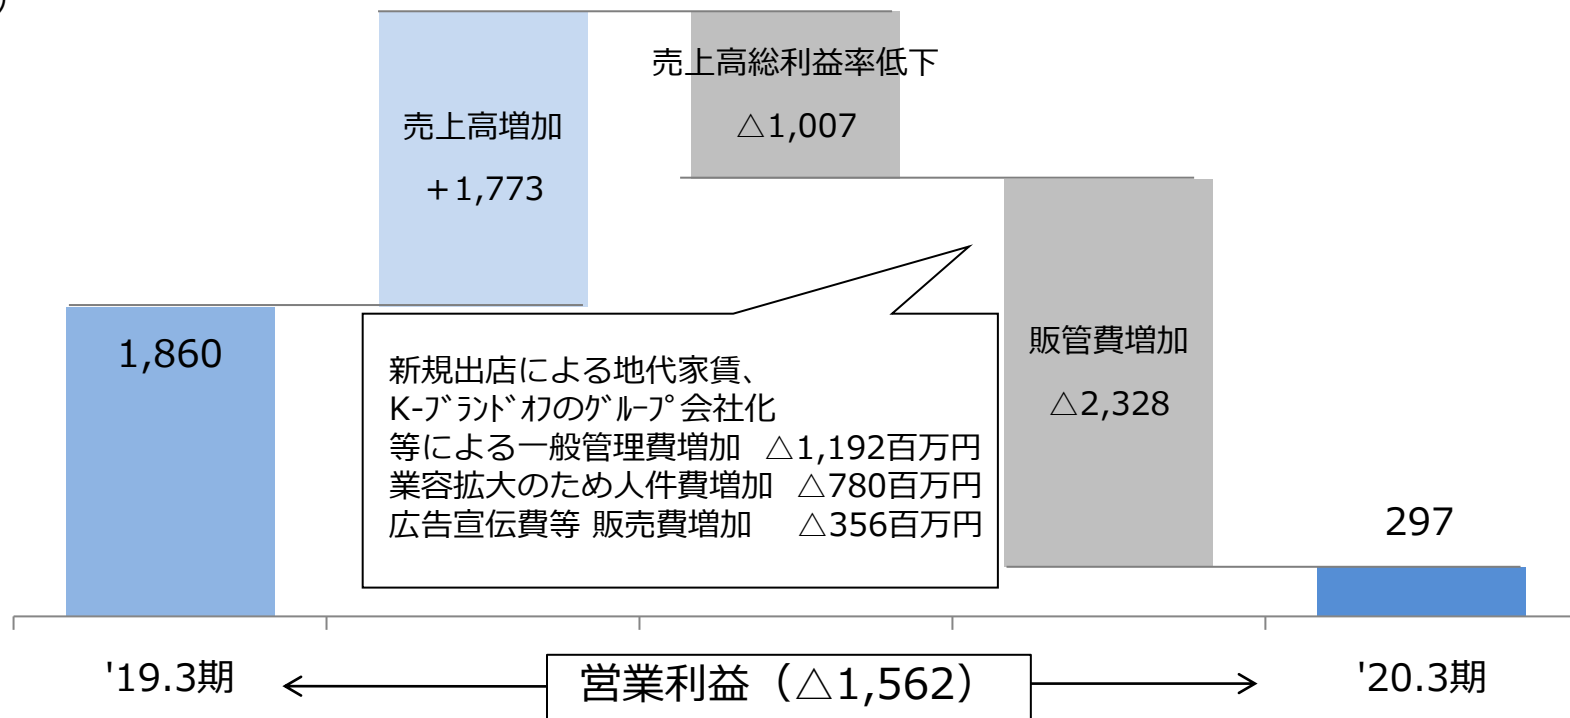 )
売上高増加
+1,773
売上高総利益率低下
△1,007
1,860
新規出店による地代家賃、
K-ﾌﾞﾗﾝﾄﾞｵﾌのｸﾞﾙｰﾌﾟ会社化
等による一般管理費増加 △1,192百万円
業容拡大のため人件費増加 △780百万円
広告宣伝費等 販売費増加 △356百万円
販管費増加
△2,328
297
'19.3期
営業利益（△1,562）
'20.3期